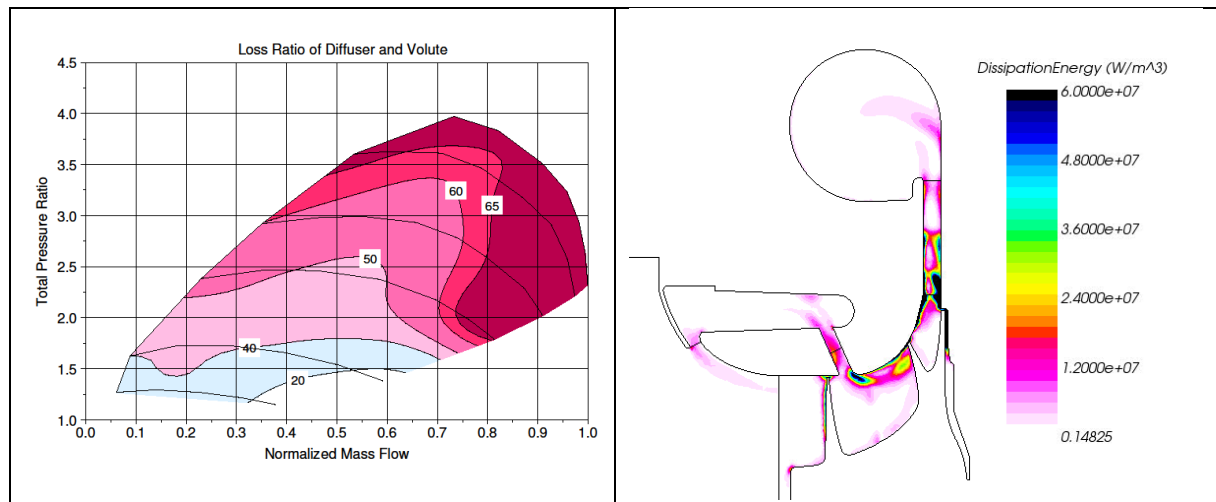 Loss Ratio of Diffuser and Volute
Total Pressure Ratio
4.5
4.0
3.5
3.0
2.5
2.0
1.5
1.0
60
65
50
40
20
0.0 0.1 0.2 0.3 0.4 0.5 0.6 0.7 0.8 0.9 1.0
Normalized Mass Flow
DissipationEnergy (W/m^3)
6.0000e+07
4.8000e+07
3.6000e+07
2.4000e+07
1.2000e+07
0.14825